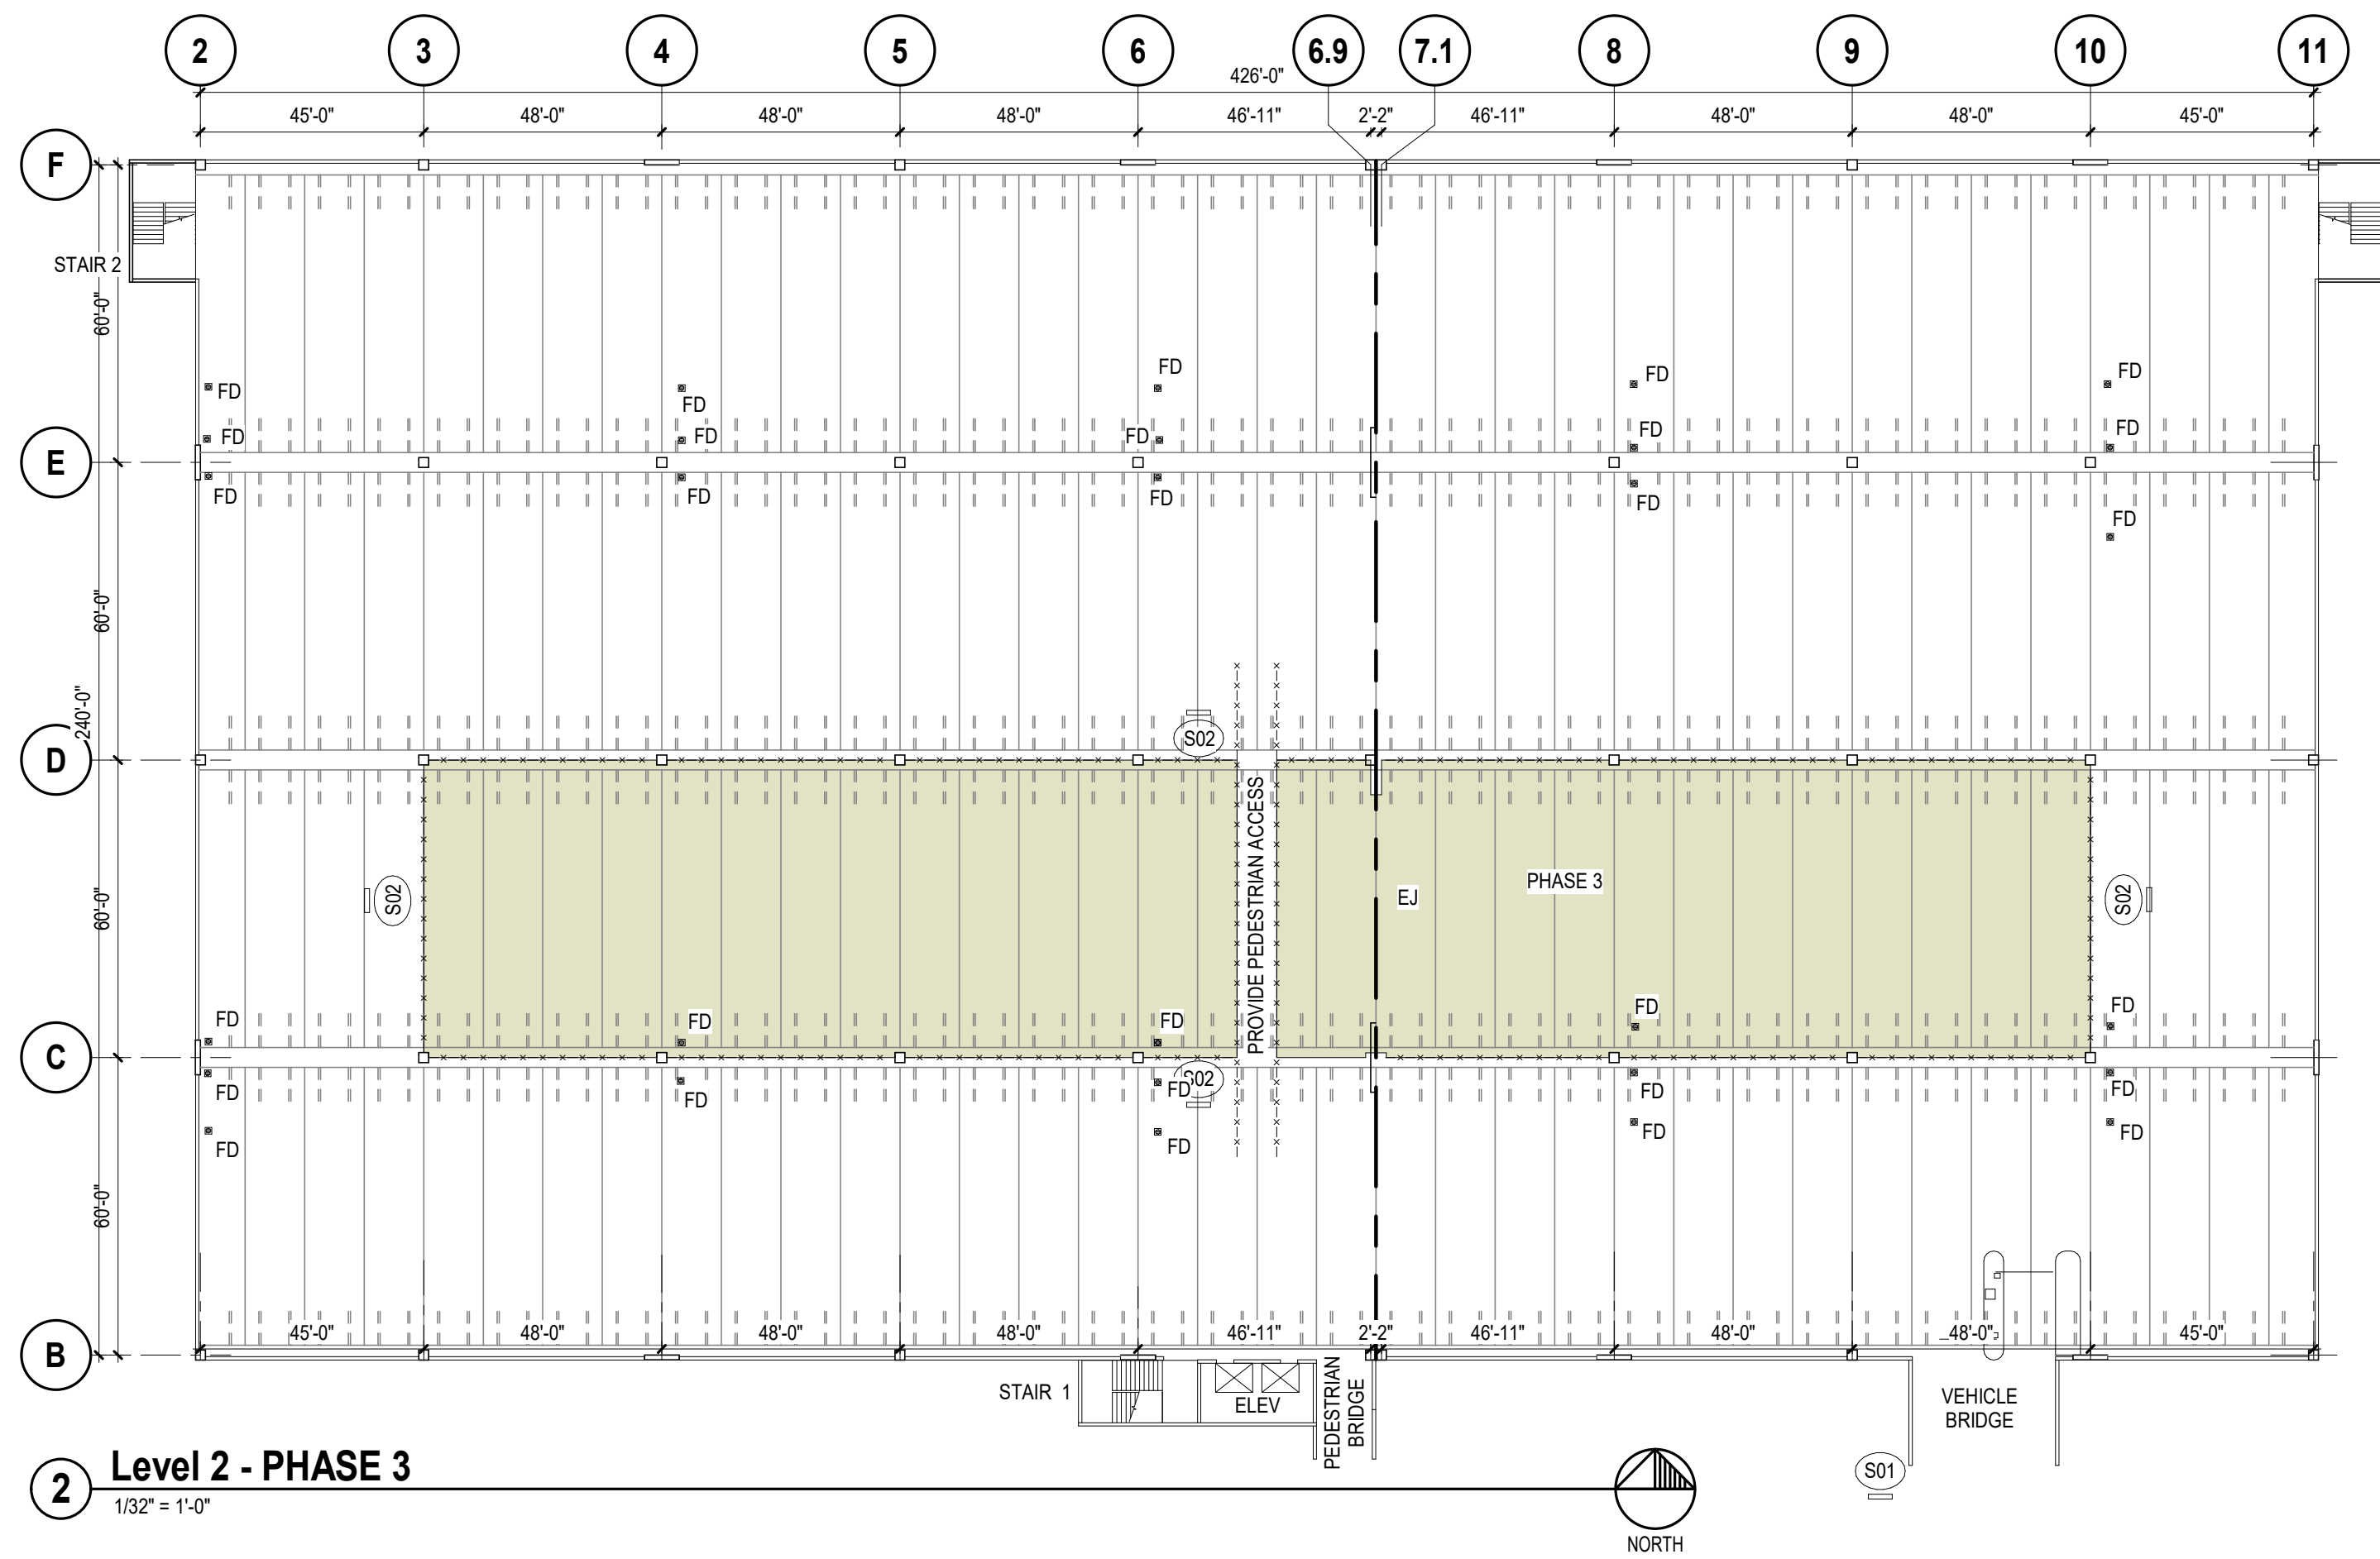 2 3 4 5 6 6.9 7.1 8 9 10 11
426'-0"
45'-0" 48'-0" 48'-0" 48'-0" 46'-11" 2'-2" 46'-11" 48'-0" 48'-0" 45'-0"
F
STAIR 2
60'-0"
FD FD FD
FD FD
FD FD FD FD FD
E
FD FD FD FD
FD
60'-0"
240'-0"
S02
D
PROVIDE PEDESTRIAN ACCESS
PHASE 3
EJ
S02
S02
60'-0"
FD FD FD FD FD
C
S02
FD FD FD FD FD
FD FD FD FD
60'-0"
45'-0" 48'-0" 48'-0" 48'-0" 46'-11" 2'-2" 46'-11" 48'-0" 48'-0" 45'-0"
B
STAIR 1
ELEV
PEDESTRIAN
BRIDGE
VEHICLE
BRIDGE
S01
2
Level 2 - PHASE 3
1/32" = 1'-0"
NORTH